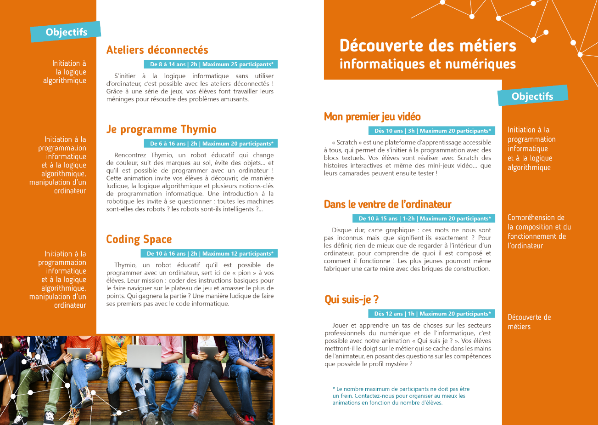 Objectifs
Initiation à
la logique
algorithmique
Ateliers déconnectés
De 8 à 14 ans | 2h | Maximum 25 participants*
S'initier à la logique informatique sans utiliser
d'ordinateur, c'est possible avec les ateliers déconnectés !
Grâce à une série de jeux, vos élèves font travailler leurs
méninges pour résoudre des problèmes amusants.
Initiation à la
programmation
informatique
et à la logique
algorithmique,
manipulation d'un
ordinateur
Je programme Thymio
De 6 à 16 ans | 2h | Maximum 20 participants*
Rencontrer Thymio, un robot éducatif qui change
de couleur, suit des marques au sol, évite des objets... et
qu'il est possible de programmer avec un ordinateur !
Cette animation invite vos élèves à découvrir, de manière
ludique, la logique algorithmique et plusieurs notions-clés
de programmation informatique. Une introduction à la
robotique les invite à se questionner : toutes les machines
sont-elles des robots ? les robots sont-ils intelligents ?...
Initiation à la
programmation
informatique
et à la logique
algorithmique,
manipulation d'un
ordinateur
Coding Space
De 10 à 16 ans | 2h | Maximum 12 participants*
Thymio, un robot éducatif qu'il est possible de
programmer avec un ordinateur, sert ici de « pion » à vos
élèves. Leur mission : coder des instructions basiques pour
le faire naviguer sur le plateau de jeu et amasser le plus de
points. Qui gagnera la partie ? Une manière ludique de faire
ses premiers pas avec le code informatique.
Découverte des métiers
informatiques et numériques
Objectifs
Mon premier jeu vidéo
Dès 10 ans | 3h | Maximum 20 participants*
« Scratch » est une plateforme d'apprentissage accessible
à tous, qui permet de s'initier à la programmation avec des
blocs textuels. Vos élèves vont réaliser avec Scratch des
histoires interactives et même des mini-jeux vidéo... que
leurs camarades peuvent ensuite tester !
Initiation à la
programmation
informatique
et à la logique
algorithmique
Dans le ventre de l'ordinateur
De 10 à 15 ans | 1-2h | Maximum 20 participants*
Disque dur, carte graphique : ces mots ne nous sont
pas inconnus mais que signifient-ils exactement ? Pour
les définir, rien de mieux que de regarder à l'intérieur d'un
ordinateur, pour comprendre de quoi il est composé et
comment il fonctionne ! Les plus jeunes pourront même
fabriquer une carte mère avec des briques de construction.
Compréhension de
la composition et du
fonctionnement de
l'ordinateur
Qui suis-je ?
Dès 12 ans | 1h | Maximum 20 participants*
Jouer et apprendre un tas de choses sur les secteurs
professionnels du numérique et de l'informatique, c'est
possible avec notre animation « Qui suis je ? ». Vos élèves
mettront-il le doigt sur le métier qui se cache dans les mains
de l'animateur, en posant des questions sur les compétences
que possède le profil mystère ?
Découverte de
métiers
* Le nombre maximum de participants ne doit pas être
un frein. Contactez-nous pour organiser au mieux les
animations en fonction du nombre d'élèves.